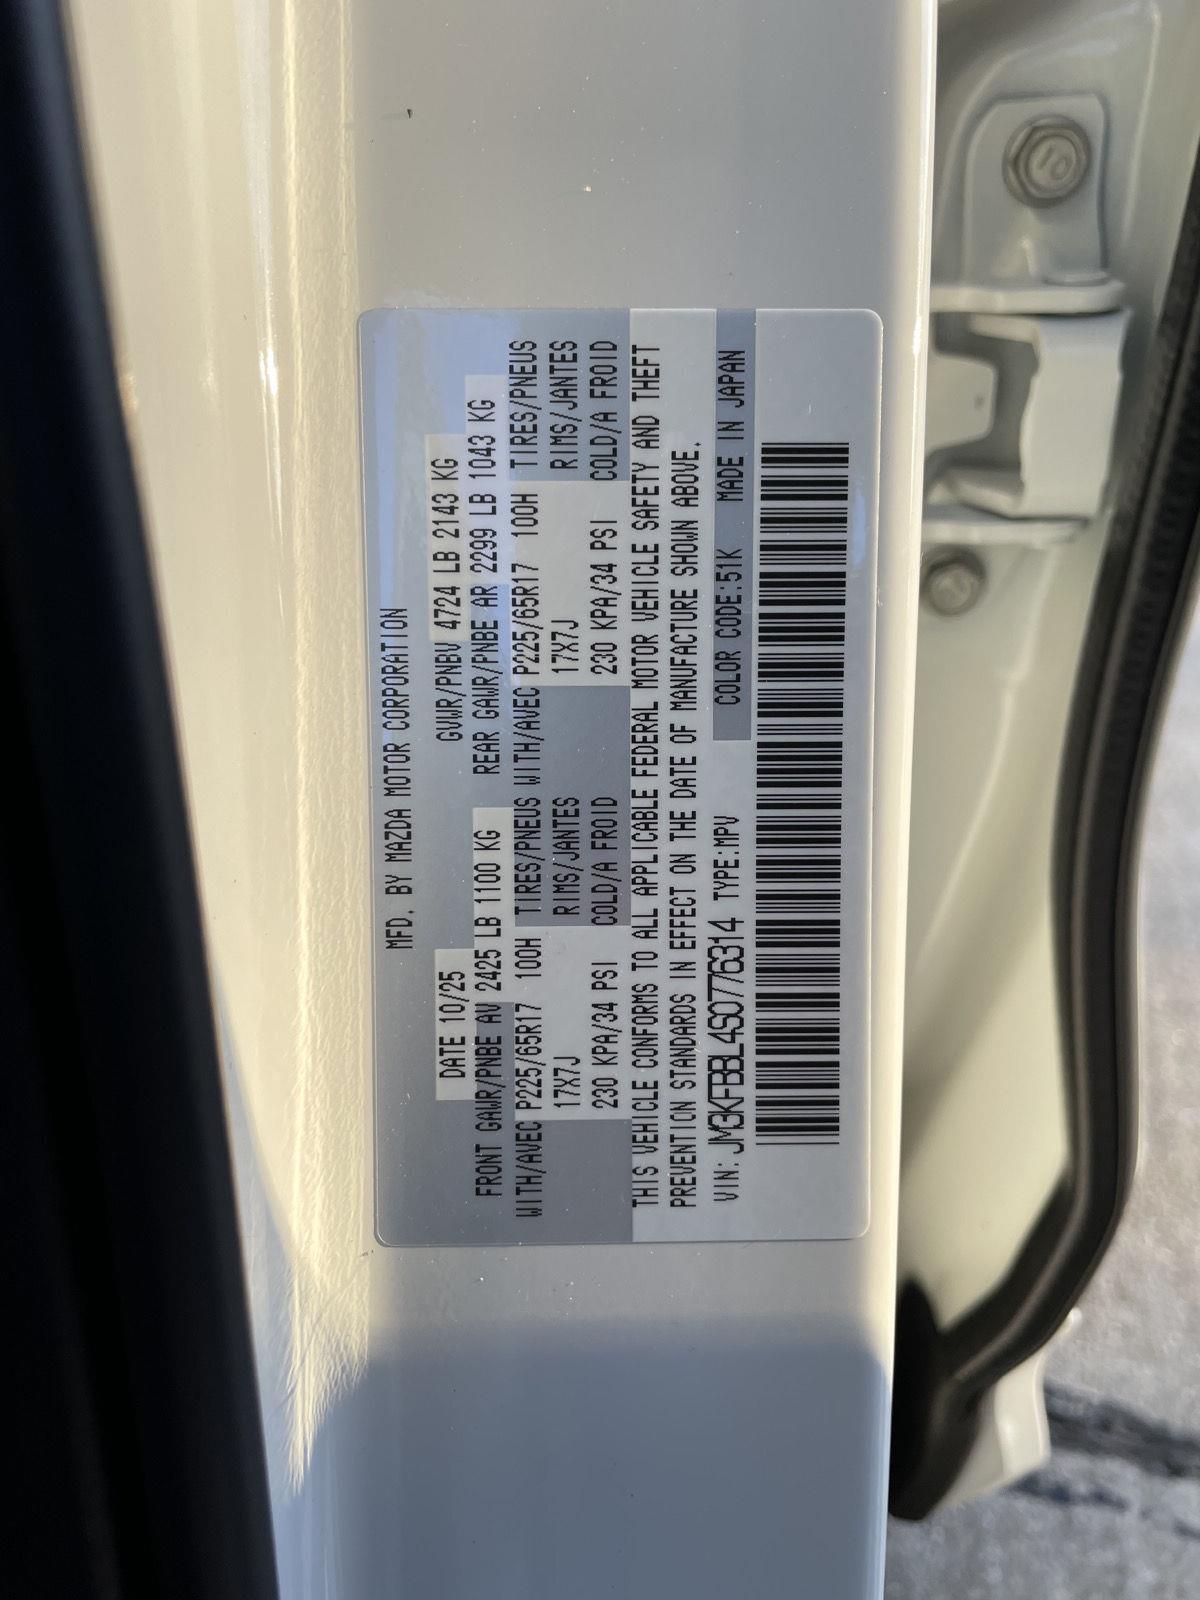 MFD. BY MAZDA MOTOR CORPORATION
DATE 10/25 GVWR/PNBV 4724 LB 2143 KG
FRONT GAWR/PNBE AV 2425 LB 1100 KG REAR GAWR/PNBE AR 2299 LB 1043 KG
WITH/AVEC P225/65R17 100H TIRES/PNEUS WITH/AVEC P225/65R17 100H TIRES/PNEUS
17X7J RIMS/JANTES 17X7J RIMS/JANTES
230 KPA/34 PSI COLD/A FROID 230 KPA/34 PSI COLD/A FROID
THIS VEHICLE CONFORMS TO ALL APPLICABLE FEDERAL MOTOR VEHICLE SAFETY AND THEFT
PREVENTION STANDARDS IN EFFECT ON THE DATE OF MANUFACTURE SHOWN ABOVE.
VIN: JM3KFBBL4S0776314 TYPE:MPV COLOR CODE:51K MADE IN JAPAN
10